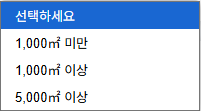 선택하세요
1,000㎡ 미만
1,000㎡ 이상
5,000㎡ 이상